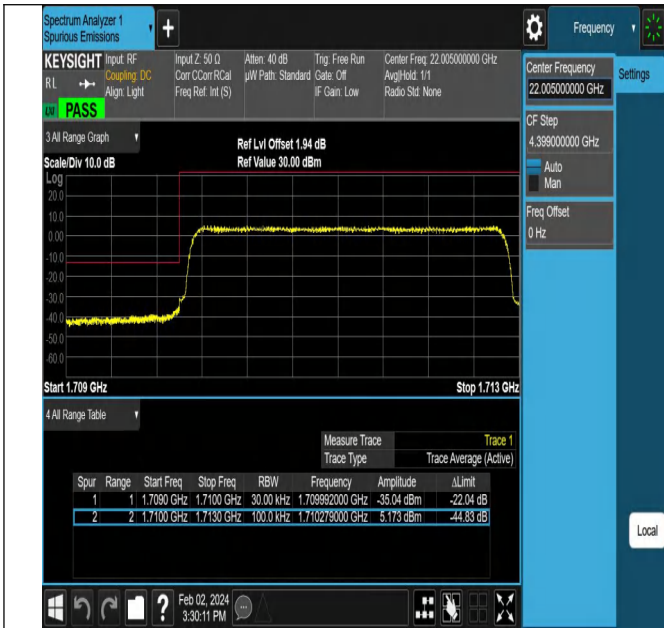 Spectrum Analyzer 1
Spurious Emissions
Frequency
KEYSIGHT
RL
Input: RF
Coupling: DC
Align: Light
Input Z: 50 Ω
Corr CCorr RCal
Freq Ref: Int (S)
Atten: 40 dB
µW Path: Standard
Trig: Free Run
Gate: Off
IF Gain: Low
Center Freq: 22.005000000 GHz
Avg|Hold: 1/1
Radio Std: None
PASS
3 All Range Graph
Scale/Div 10.0 dB
Ref Lvl Offset 1.94 dB
Ref Value 30.00 dBm
Log
20.0
10.0
0.00
-10.0
-20.0
-30.0
-40.0
-50.0
-60.0
Start 1.709 GHz
Stop 1.713 GHz
4 All Range Table
Measure Trace Trace 1
Trace Type Trace Average (Active)
Spur Range Start Freq Stop Freq RBW Frequency Amplitude ΔLimit
1 1 1.7090 GHz 1.7100 GHz 30.00 kHz 1.709992000 GHz -35.04 dBm -22.04 dB
2 2 1.7100 GHz 1.7130 GHz 100.0 kHz 1.710279000 GHz 5.173 dBm -44.83 dB
Center Frequency
22.005000000 GHz
Settings
CF Step
4.399000000 GHz
Auto
Man
Freq Offset
0 Hz
Local
?
Feb 02, 2024
3:30:11 PM